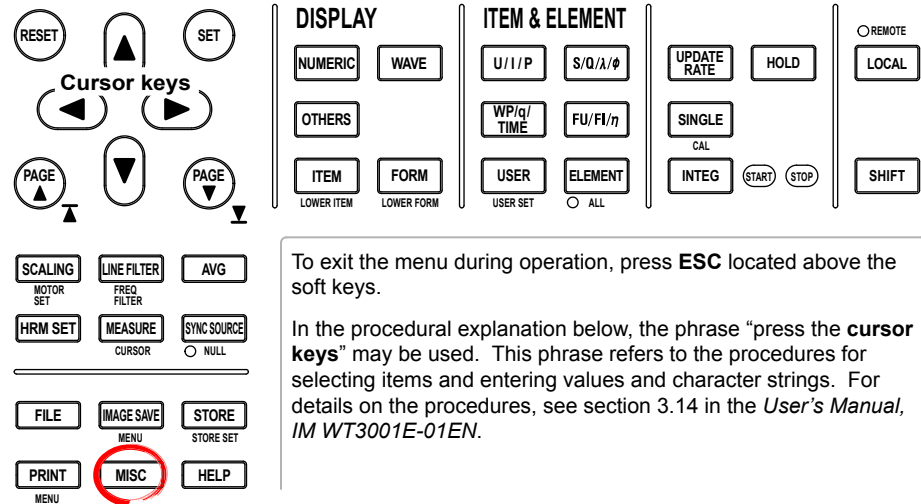 RESET
SET
Cursor keys
PAGE
PAGE
DISPLAY
NUMERIC
WAVE
OTHERS
ITEM
FORM
LOWER ITEM
LOWER FORM
ITEM & ELEMENT
U / I / P
S/Q/λ/ϕ
WP/q/
TIME
FU/FI/η
USER
ELEMENT
USER SET
ALL
UPDATE
RATE
HOLD
SINGLE
CAL
INTEG
START
STOP
REMOTE
LOCAL
SHIFT
SCALING
LINE FILTER
AVG
MOTOR
SET
FREQ
FILTER
HRM SET
MEASURE
SYNC SOURCE
CURSOR
NULL
FILE
IMAGE SAVE
STORE
MENU
STORE SET
PRINT
MISC
HELP
MENU
To exit the menu during operation, press ESC located above the
soft keys.
In the procedural explanation below, the phrase “press the cursor
keys” may be used. This phrase refers to the procedures for
selecting items and entering values and character strings. For
details on the procedures, see section 3.14 in the User’s Manual,
IM WT3001E-01EN.